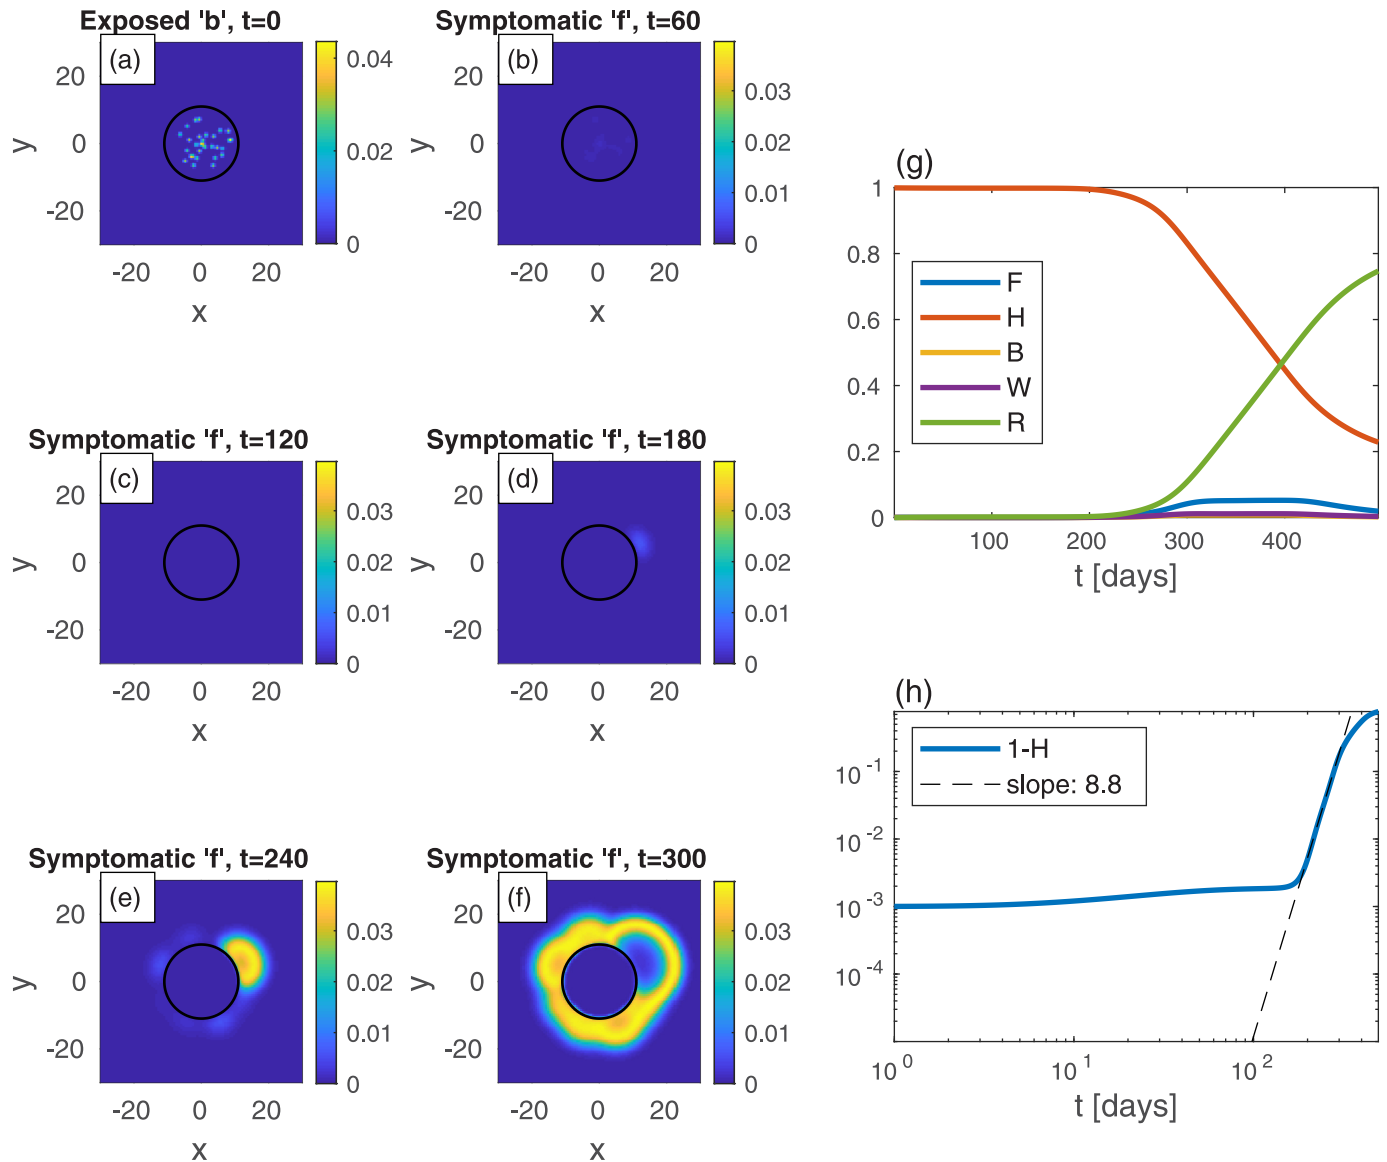 Exposed 'b', t=0
(a)
20
0
-20
-20 0 20
x
y
0.04
0.02
0
Symptomatic 'f', t=60
(b)
20
0
-20
-20 0 20
x
y
0.03
0.02
0.01
0
Symptomatic 'f', t=120
(c)
20
0
-20
-20 0 20
x
y
0.03
0.02
0.01
0
Symptomatic 'f', t=180
(d)
20
0
-20
-20 0 20
x
y
0.03
0.02
0.01
0
Symptomatic 'f', t=240
(e)
20
0
-20
-20 0 20
x
y
0.03
0.02
0.01
0
Symptomatic 'f', t=300
(f)
20
0
-20
-20 0 20
x
y
0.03
0.02
0.01
0
(g)
1
0.8
0.6
0.4
0.2
0
F
H
B
W
R
100 200 300 400
t [days]
(h)
10^-1
10^-2
10^-3
10^-4
1-H
slope: 8.8
10^0 10^1 10^2
t [days]